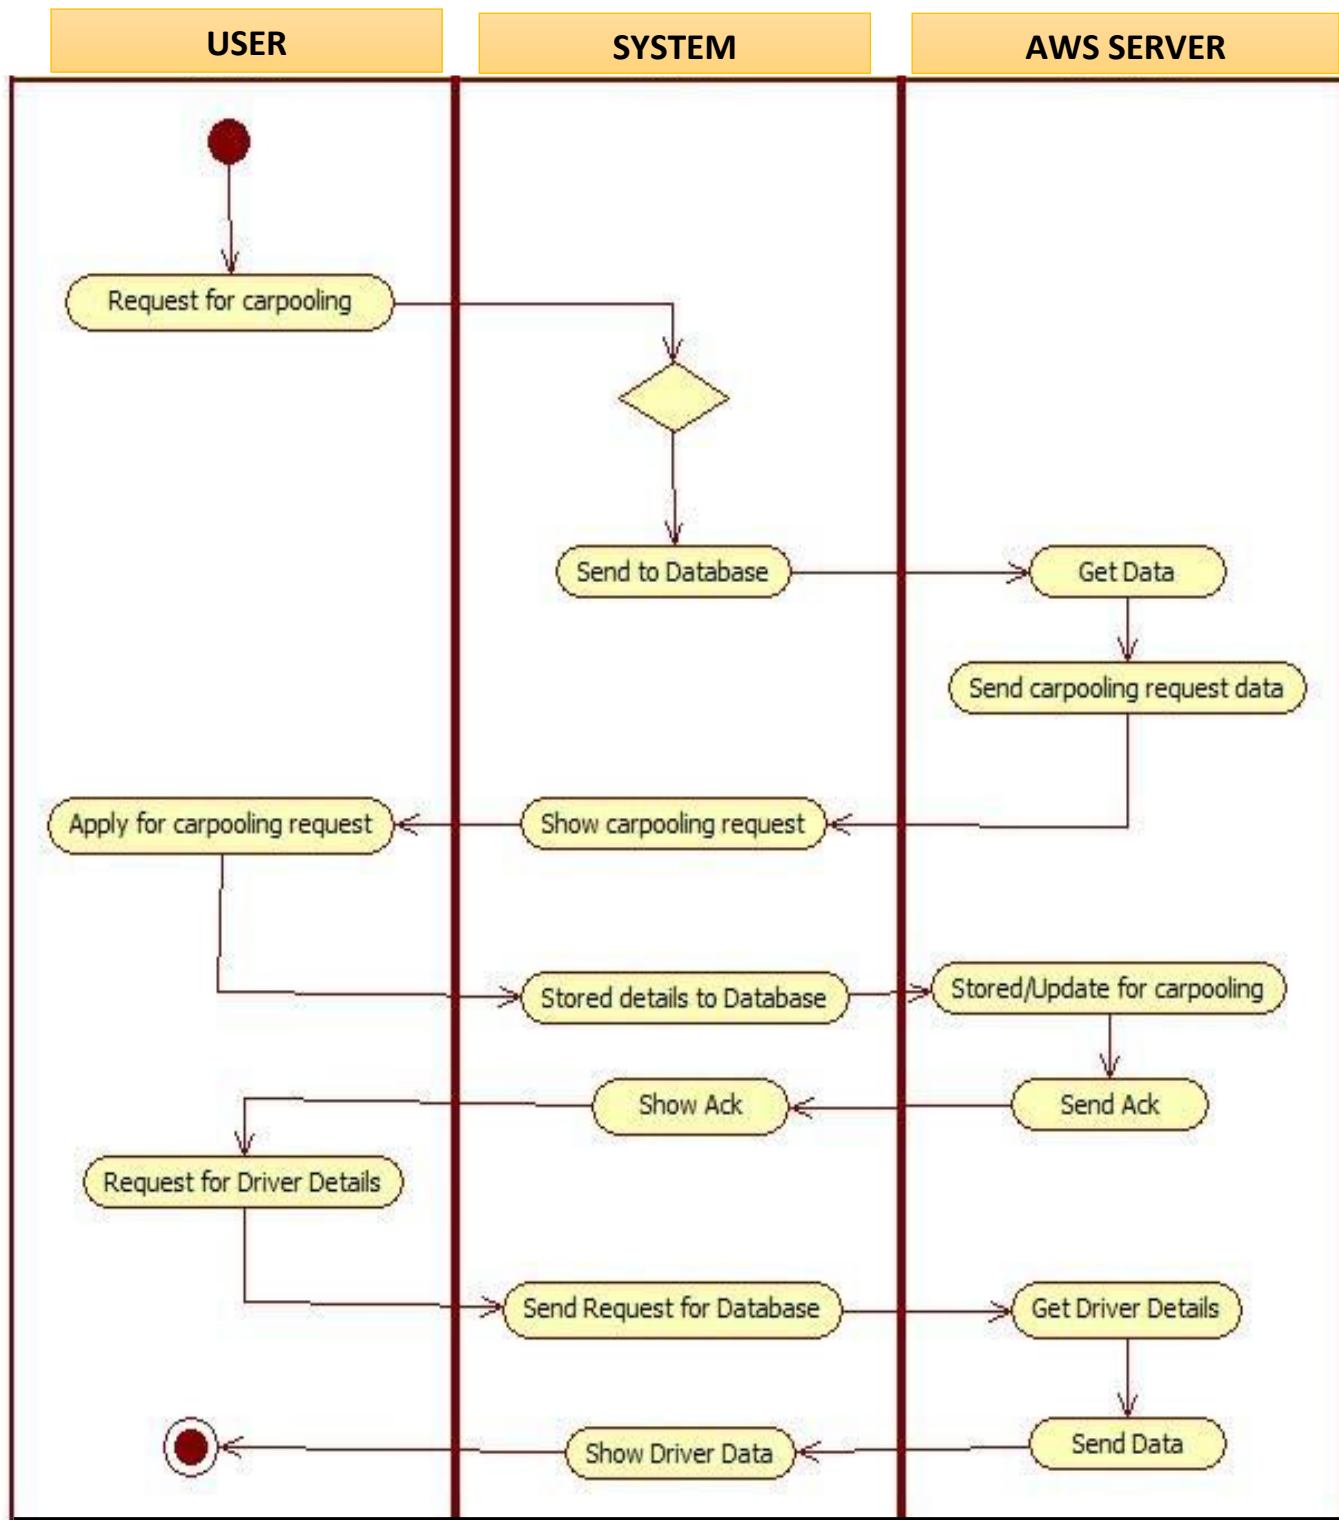 USER
SYSTEM
AWS SERVER
Request for carpooling
Send to Database
Get Data
Send carpooling request data
Apply for carpooling request
Show carpooling request
Stored details to Database
Stored/Update for carpooling
Show Ack
Send Ack
Request for Driver Details
Send Request for Database
Get Driver Details
Show Driver Data
Send Data